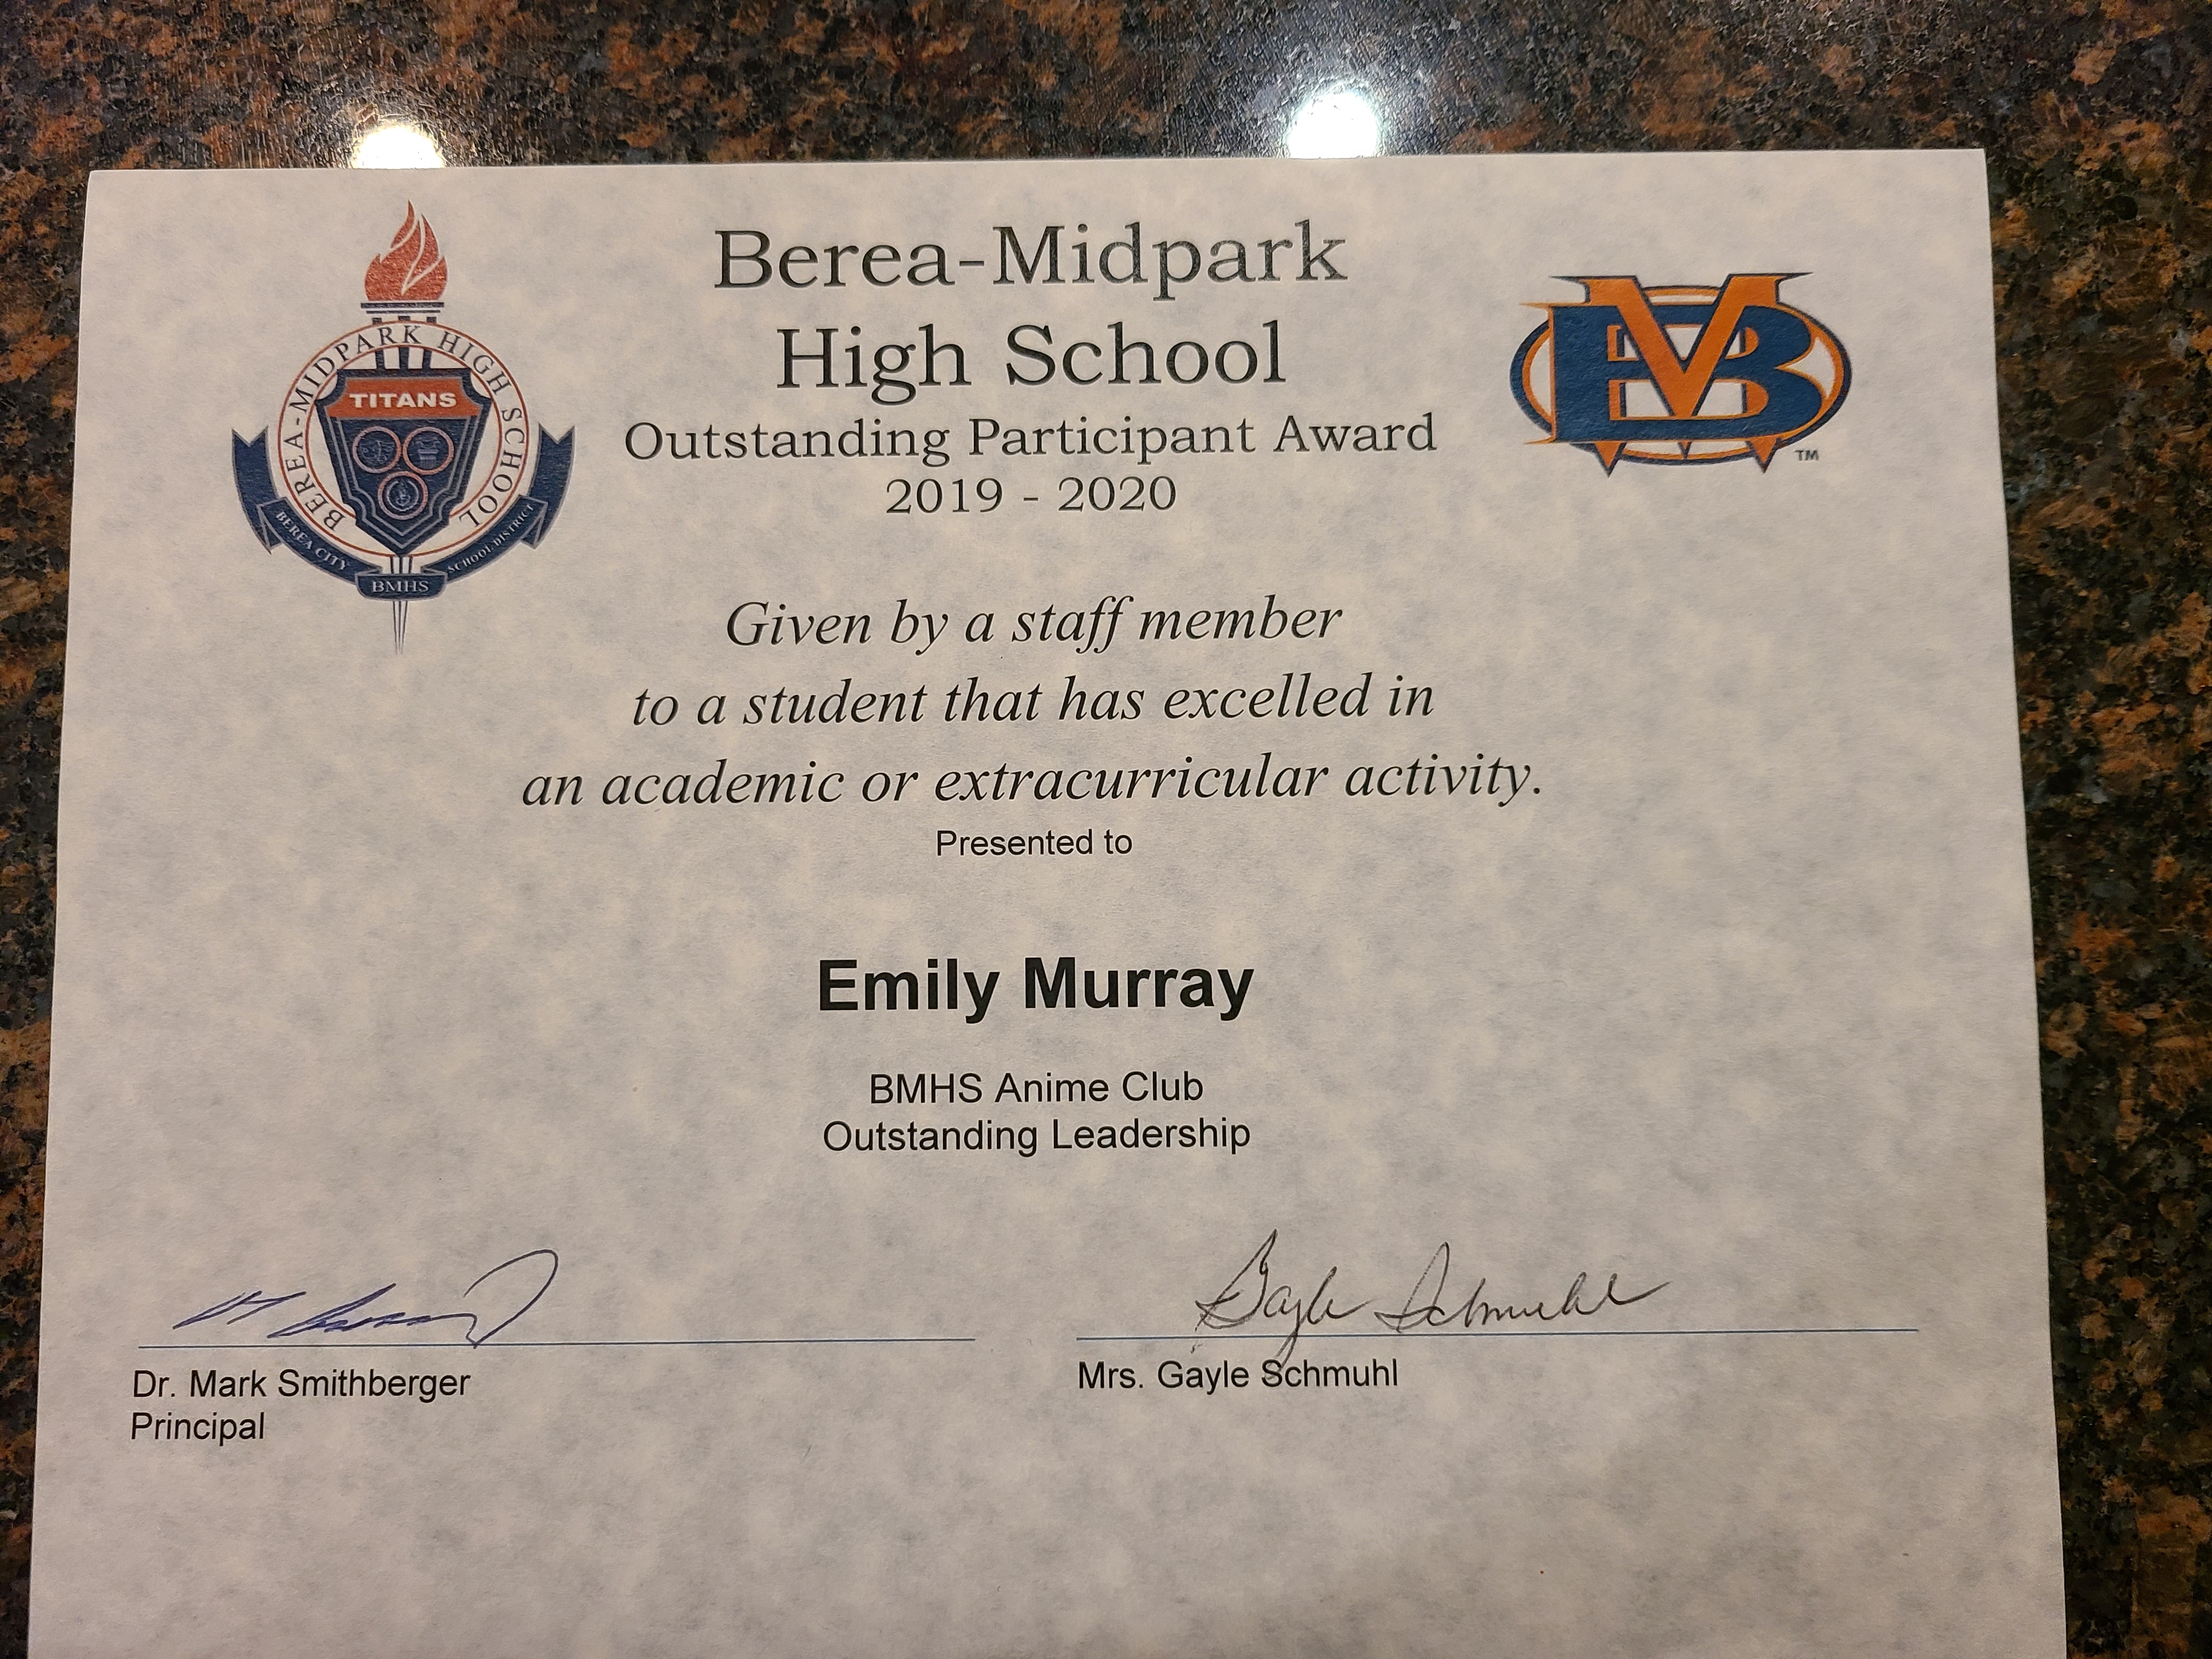 Berea-Midpark
High School
Outstanding Participant Award
2019 - 2020
BEREA-MIDPARK HIGH SCHOOL
TITANS
BEREA CITY
SCHOOL DISTRICT
BMHS
BM
TM
Given by a staff member
to a student that has excelled in
an academic or extracurricular activity.
Presented to
Emily Murray
BMHS Anime Club
Outstanding Leadership
Gayle Schmuhl
Dr. Mark Smithberger
Principal
Mrs. Gayle Schmuhl